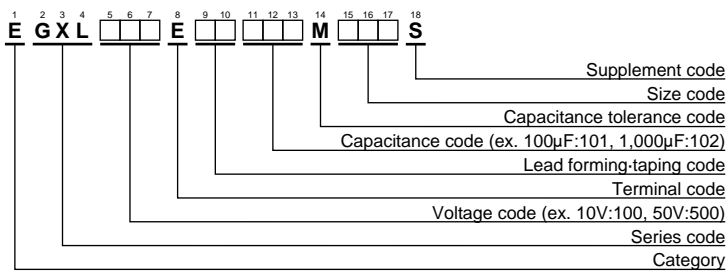 1 2 3 4 5 6 7 8 9 10 11 12 13 14 15 16 17 18
E G X L E M S
Supplement code
Size code
Capacitance tolerance code
Capacitance code (ex. 100µF:101, 1,000µF:102)
Lead forming·taping code
Terminal code
Voltage code (ex. 10V:100, 50V:500)
Series code
Category